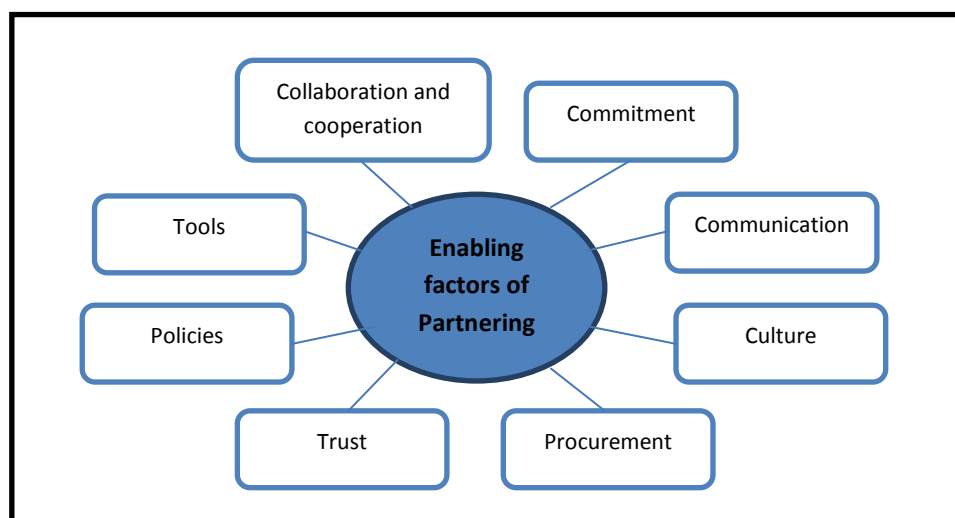 Collaboration and
cooperation
Commitment
Tools
Communication
Enabling
factors of
Partnering
Policies
Culture
Trust
Procurement